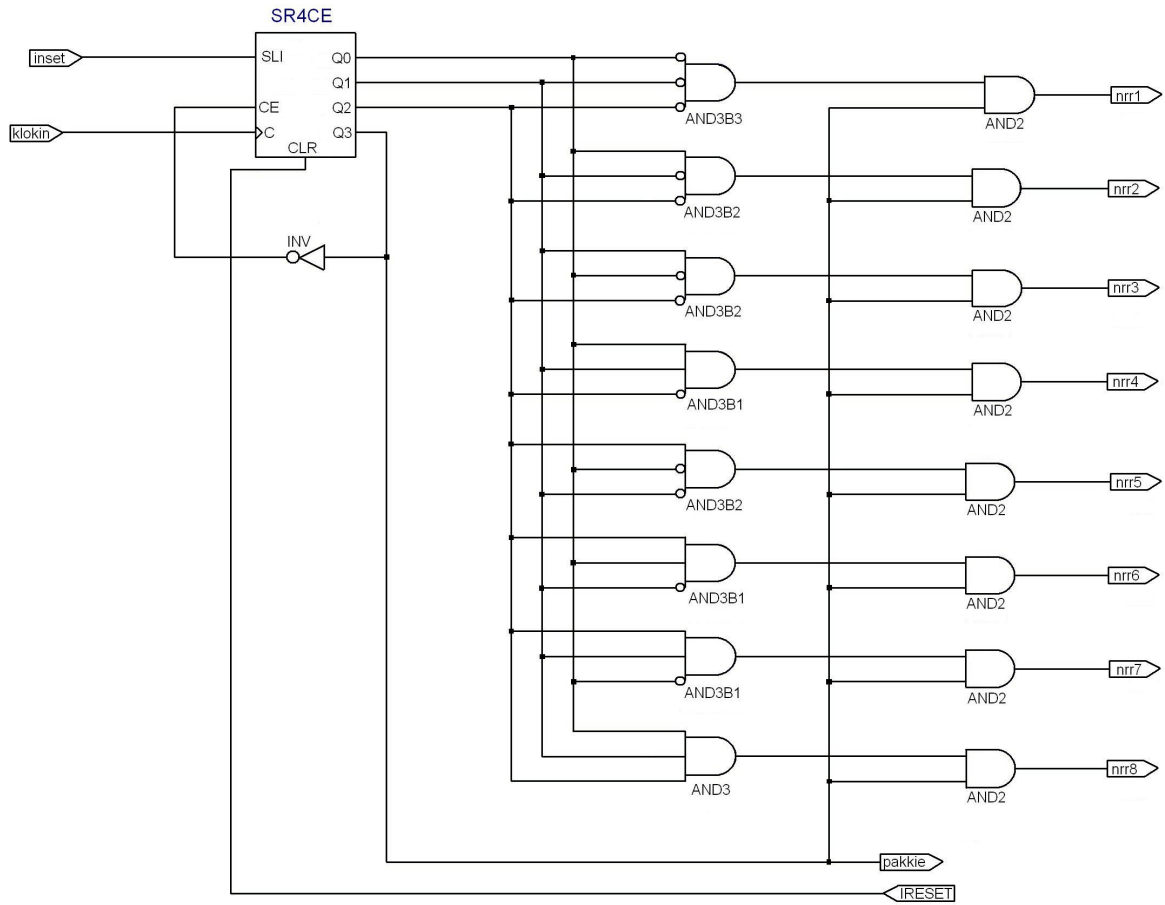 SR4CE
inset
SLI
Q0
Q1
CE
Q2
klokin
C
Q3
CLR
INV
AND3B3
AND2
nrr1
AND3B2
AND2
nrr2
AND3B2
AND2
nrr3
AND3B1
AND2
nrr4
AND3B2
AND2
nrr5
AND3B1
AND2
nrr6
AND3B1
AND2
nrr7
AND3
AND2
nrr8
pakkie
IRESET